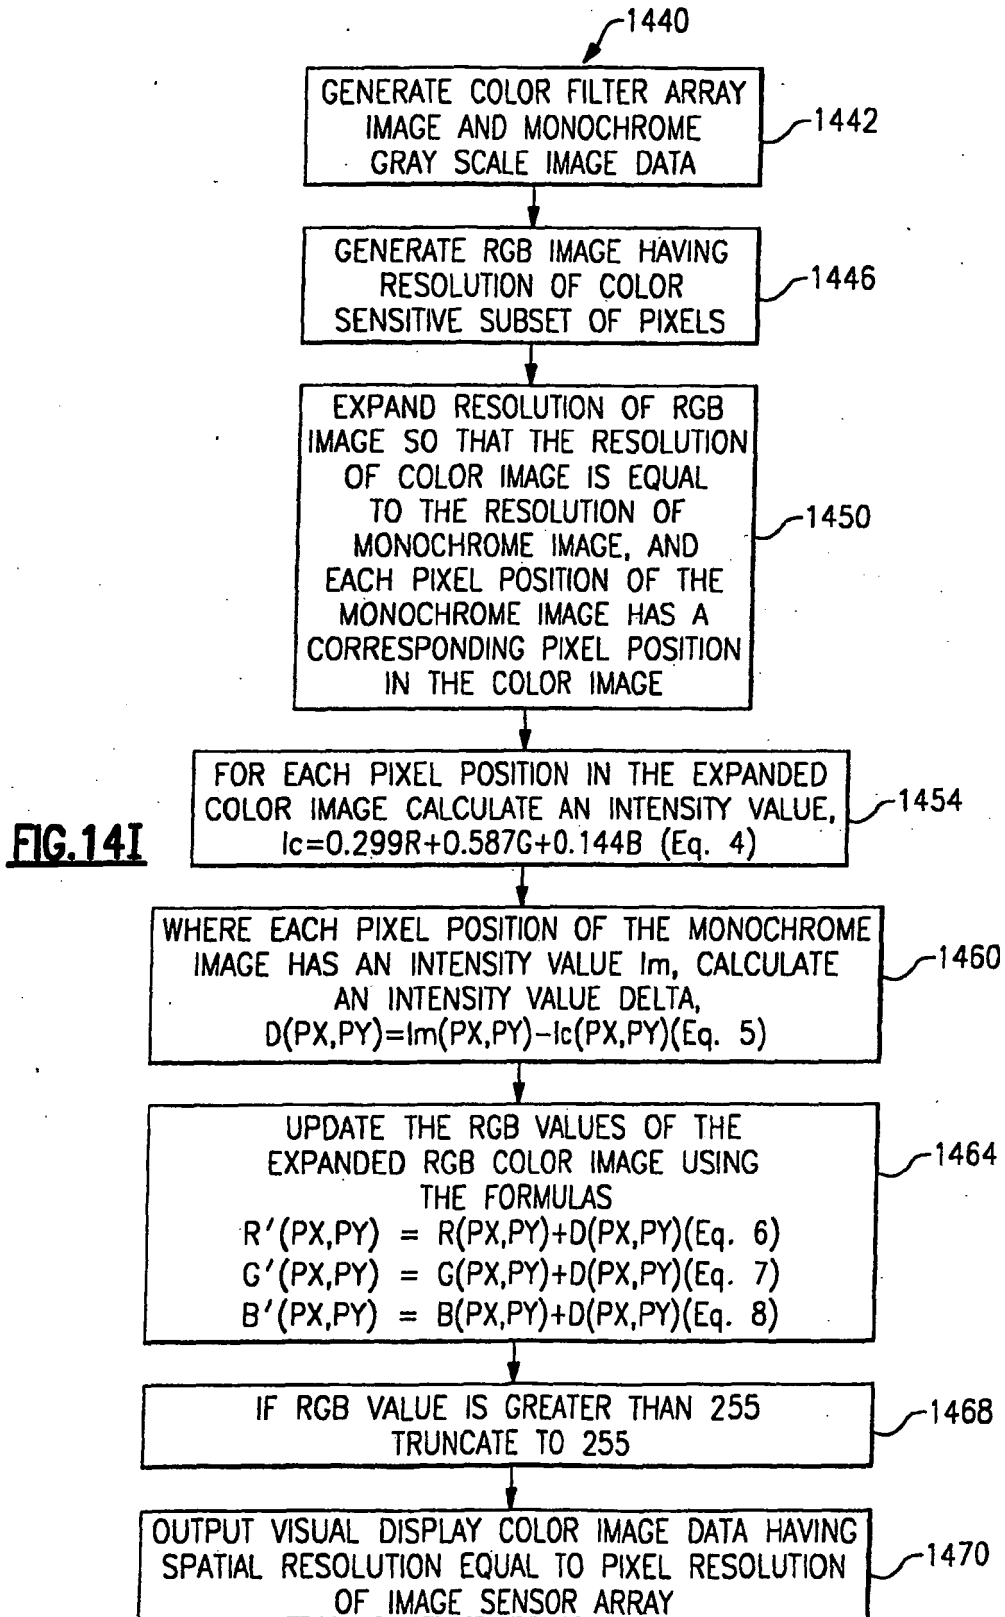 1440
GENERATE COLOR FILTER ARRAY
IMAGE AND MONOCHROME
GRAY SCALE IMAGE DATA
1442
GENERATE RGB IMAGE HAVING
RESOLUTION OF COLOR
SENSITIVE SUBSET OF PIXELS
1446
EXPAND RESOLUTION OF RGB
IMAGE SO THAT THE RESOLUTION
OF COLOR IMAGE IS EQUAL
TO THE RESOLUTION OF
MONOCHROME IMAGE, AND
EACH PIXEL POSITION OF THE
MONOCHROME IMAGE HAS A
CORRESPONDING PIXEL POSITION
IN THE COLOR IMAGE
1450
FOR EACH PIXEL POSITION IN THE EXPANDED
COLOR IMAGE CALCULATE AN INTENSITY VALUE,
Ic=0.299R+0.587G+0.144B (Eq. 4)
1454
FIG.14I
WHERE EACH PIXEL POSITION OF THE MONOCHROME
IMAGE HAS AN INTENSITY VALUE Im, CALCULATE
AN INTENSITY VALUE DELTA,
D(PX,PY)=Im(PX,PY)-Ic(PX,PY)(Eq. 5)
1460
UPDATE THE RGB VALUES OF THE
EXPANDED RGB COLOR IMAGE USING
THE FORMULAS
R'(PX,PY) = R(PX,PY)+D(PX,PY)(Eq. 6)
G'(PX,PY) = G(PX,PY)+D(PX,PY)(Eq. 7)
B'(PX,PY) = B(PX,PY)+D(PX,PY)(Eq. 8)
1464
IF RGB VALUE IS GREATER THAN 255
TRUNCATE TO 255
1468
OUTPUT VISUAL DISPLAY COLOR IMAGE DATA HAVING
SPATIAL RESOLUTION EQUAL TO PIXEL RESOLUTION
OF IMAGE SENSOR ARRAY
1470